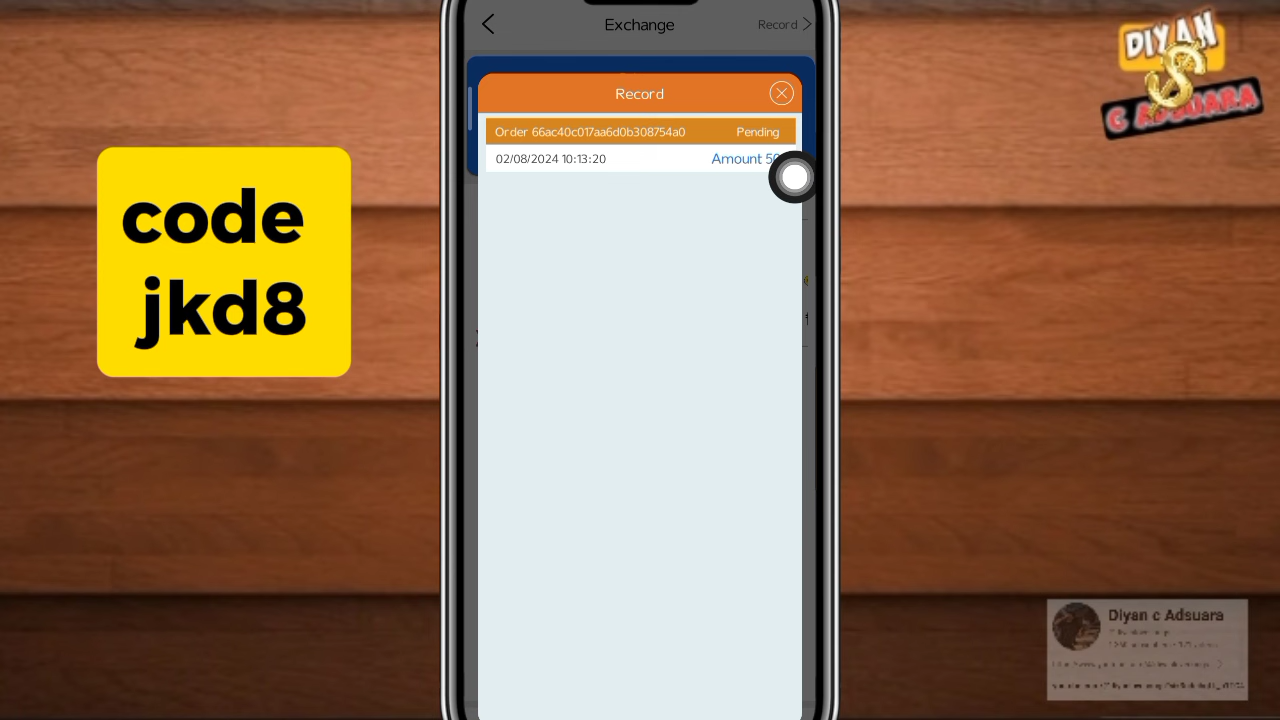 Exchange
Record
Record
Order 66ac40c017aa6d0b308754a0
Pending
02/08/2024 10:13:20
Amount
code
jkd8
DIYAN
$
C ADSUARA
Diyan c Adsuara